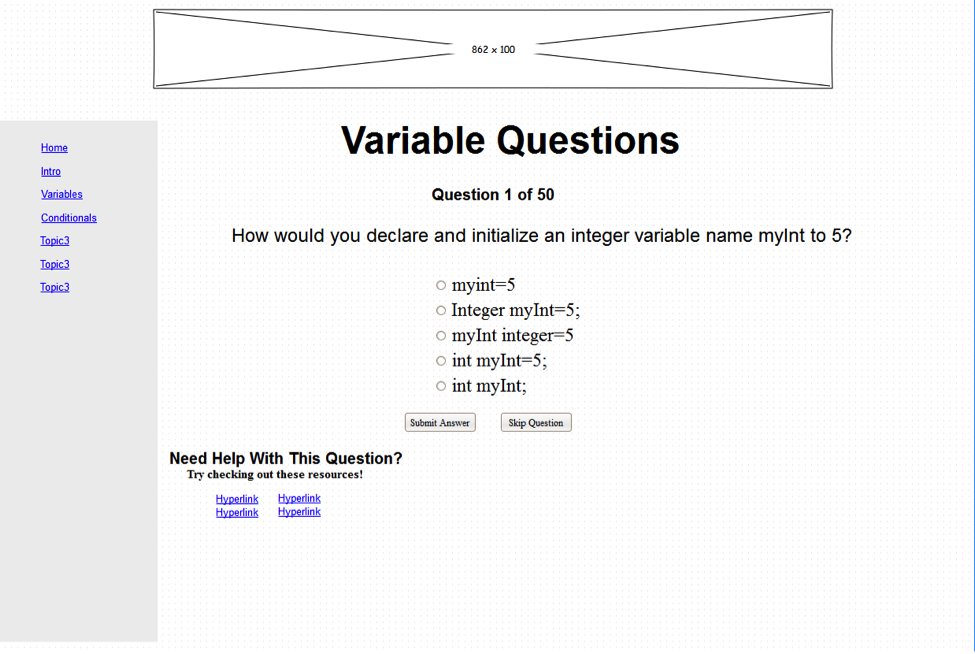 862 x 100
Home
Intro
Variables
Conditionals
Topic3
Topic3
Topic3
Variable Questions
Question 1 of 50
How would you declare and initialize an integer variable name myInt to 5?
myint=5
Integer myInt=5;
myInt integer=5
int myInt=5;
int myInt;
Submit Answer Skip Question
Need Help With This Question?
Try checking out these resources!
Hyperlink Hyperlink
Hyperlink Hyperlink